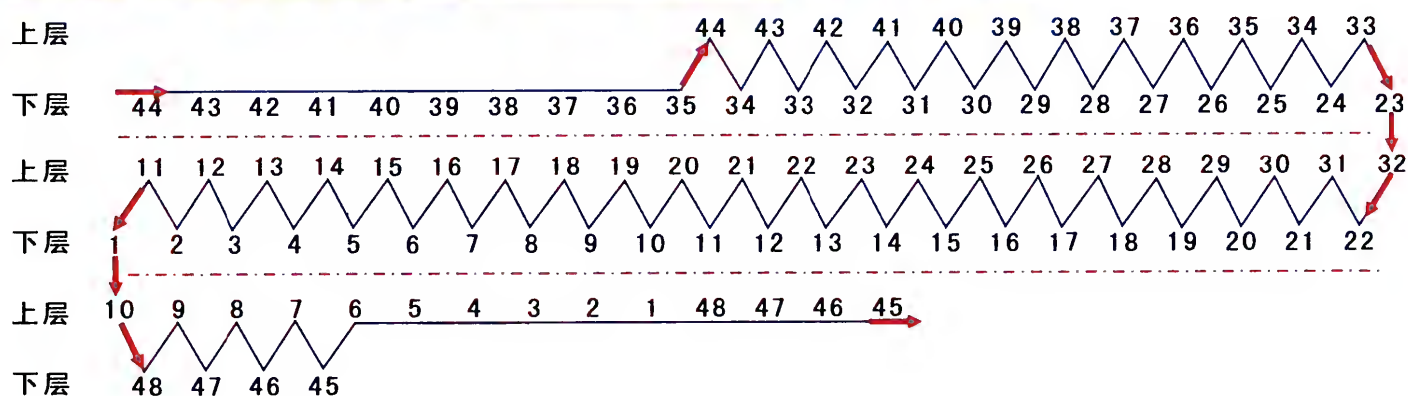 上层 44 43 42 41 40 39 38 37 36 35 34 33
下层 44 43 42 41 40 39 38 37 36 35 34 33 32 31 30 29 28 27 26 25 24 23
上层 11 12 13 14 15 16 17 18 19 20 21 22 23 24 25 26 27 28 29 30 31 32
下层 1 2 3 4 5 6 7 8 9 10 11 12 13 14 15 16 17 18 19 20 21 22
上层 10 9 8 7 6 5 4 3 2 1 48 47 46 45
下层 48 47 46 45